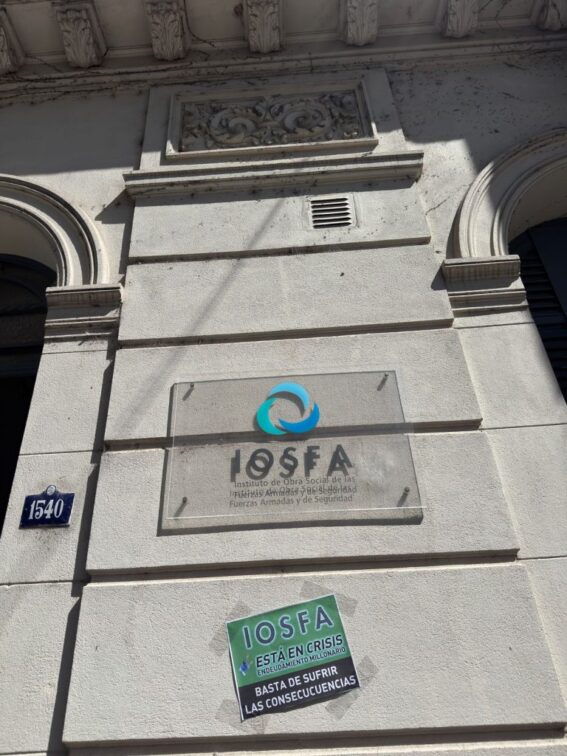 IOSFA
Instituto de Obra Social de las
Fuerzas Armadas y de Seguridad
1540
IOSFA
ESTÁ EN CRISIS
ENDEUDAMIENTO MILLONARIO
BASTA DE SUFRIR
LAS CONSECUCUENCIAS